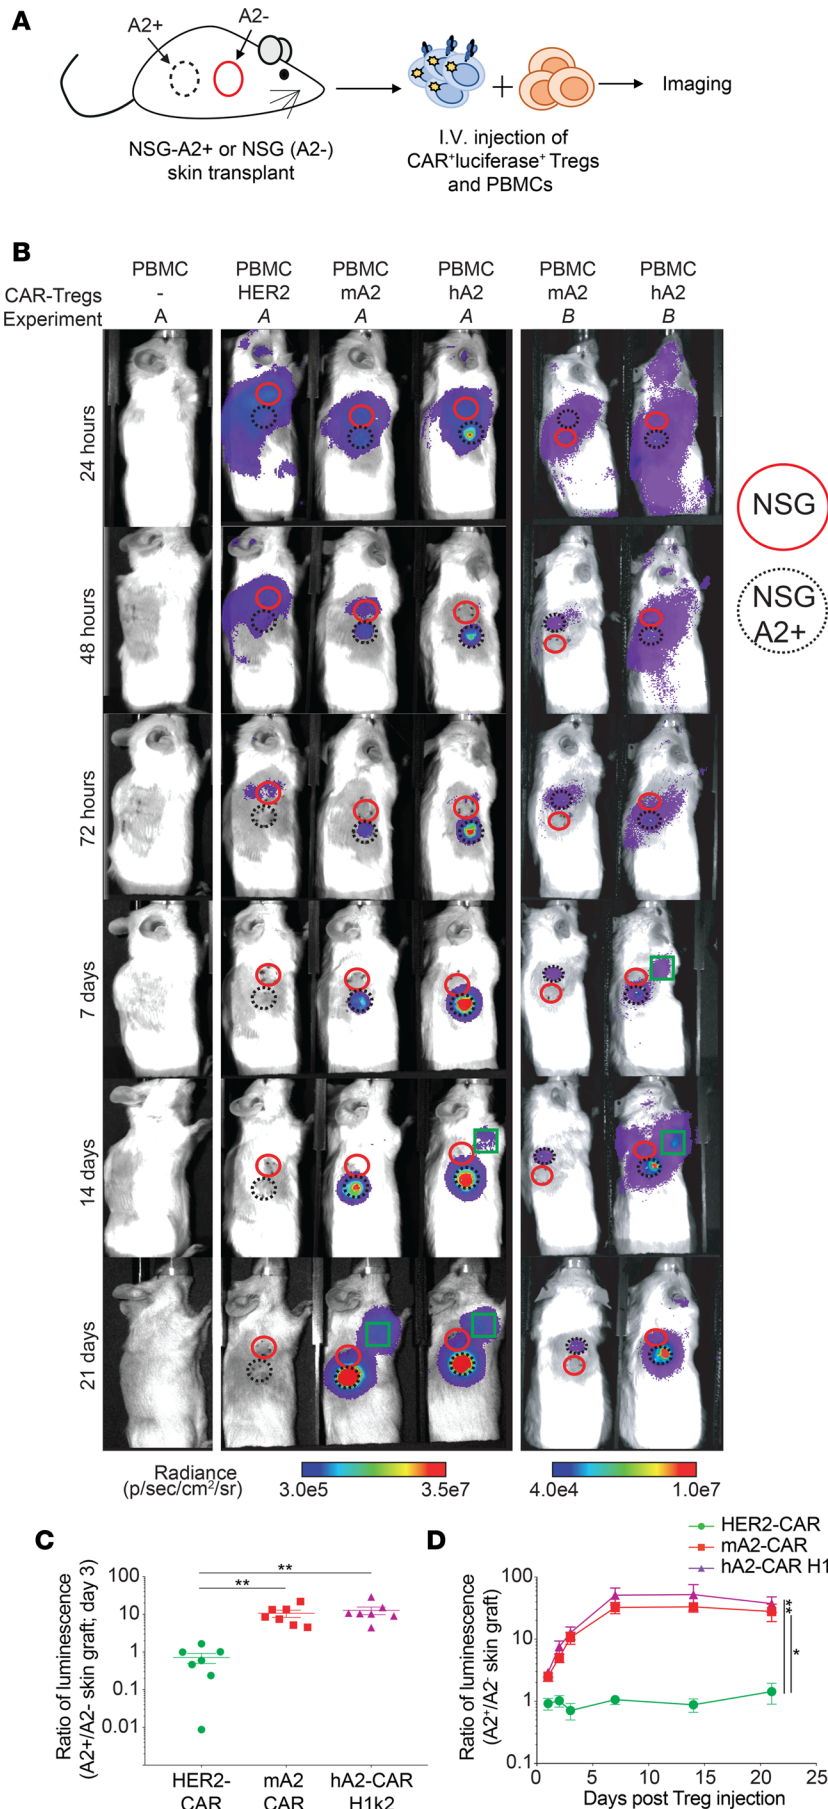 A
A2+
A2-
NSG-A2+ or NSG (A2-)
skin transplant
+
I.V. injection of
CAR⁺luciferase⁺ Tregs
and PBMCs
Imaging
B
PBMC PBMC PBMC PBMC PBMC PBMC
CAR-Tregs - HER2 mA2 hA2 mA2 hA2
Experiment A A A A B B
24 hours
48 hours
72 hours
7 days
14 days
21 days
NSG
NSG
A2+
Radiance
(p/sec/cm²/sr)
3.0e5 3.5e7
4.0e4 1.0e7
C
Ratio of luminescence
(A2+/A2- skin graft; day 3)
100
10
1
0.1
0.01
**
**
HER2-
CAR
mA2
CAR
hA2-CAR
H1k2
D
HER2-CAR
mA2-CAR
hA2-CAR H1
Ratio of luminescence
(A2⁺/A2⁻ skin graft)
100
10
1
0.1
**
*
0 5 10 15 20 25
Days post Treg injection